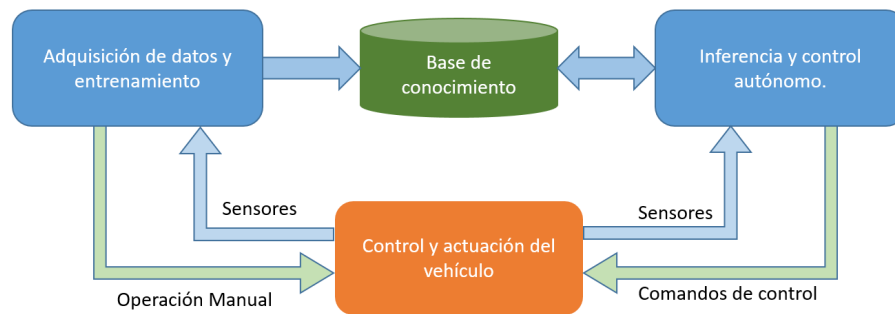 Adquisición de datos y
entrenamiento
Base de
conocimiento
Inferencia y control
autónomo.
Sensores
Sensores
Control y actuación del
vehículo
Operación Manual
Comandos de control